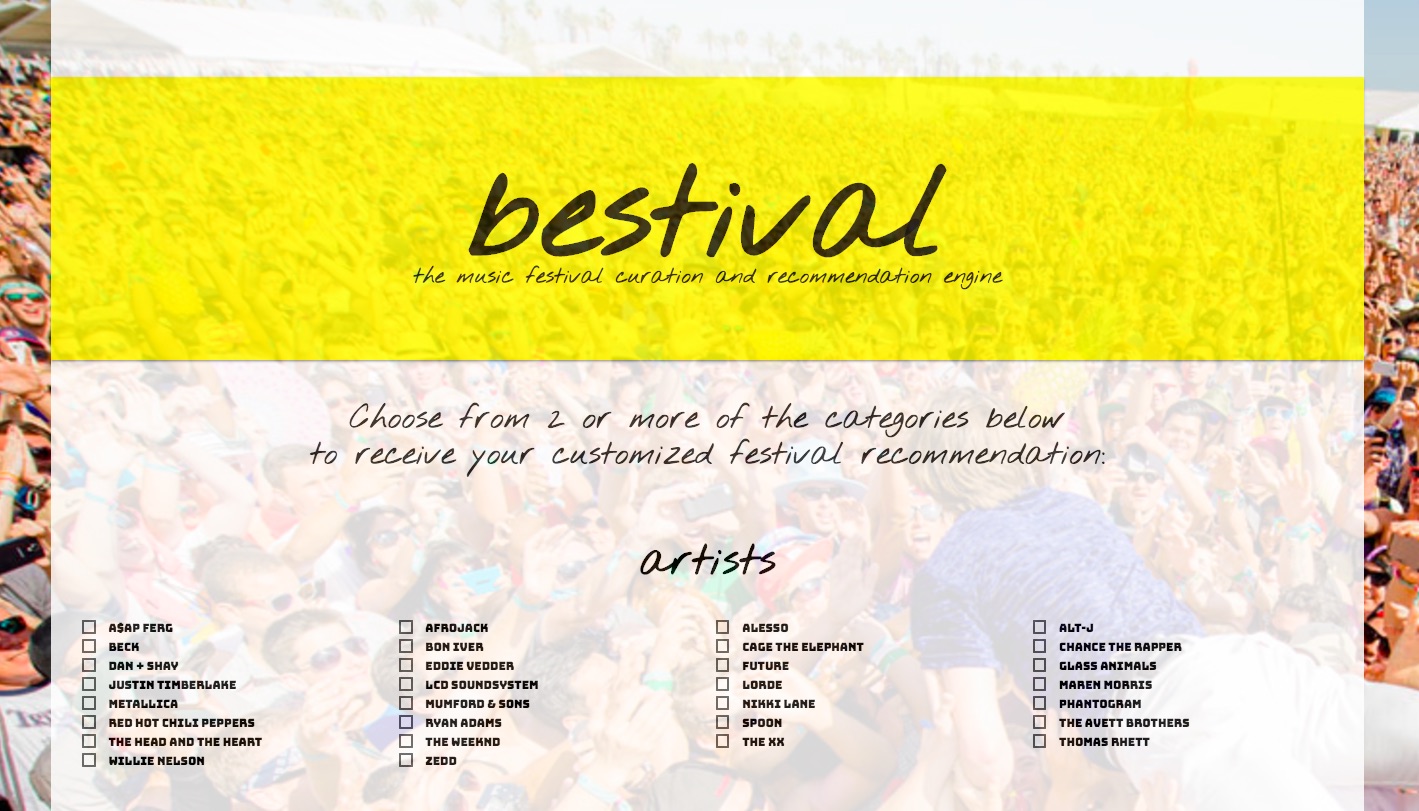 bestival
the music festival curation and recommendation engine
Choose from 2 or more of the categories below
to receive your customized festival recommendation:
artists
A$AP FERG
AFROJACK
ALESSO
ALT-J
BECK
BON IVER
CAGE THE ELEPHANT
CHANCE THE RAPPER
DAN + SHAY
EDDIE VEDDER
FUTURE
GLASS ANIMALS
JUSTIN TIMBERLAKE
LCD SOUNDSYSTEM
LORDE
MAREN MORRIS
METALLICA
MUMFORD & SONS
NIKKI LANE
PHANTOGRAM
RED HOT CHILI PEPPERS
RYAN ADAMS
SPOON
THE AVETT BROTHERS
THE HEAD AND THE HEART
THE WEEKND
THE XX
THOMAS RHETT
WILLIE NELSON
ZEDD